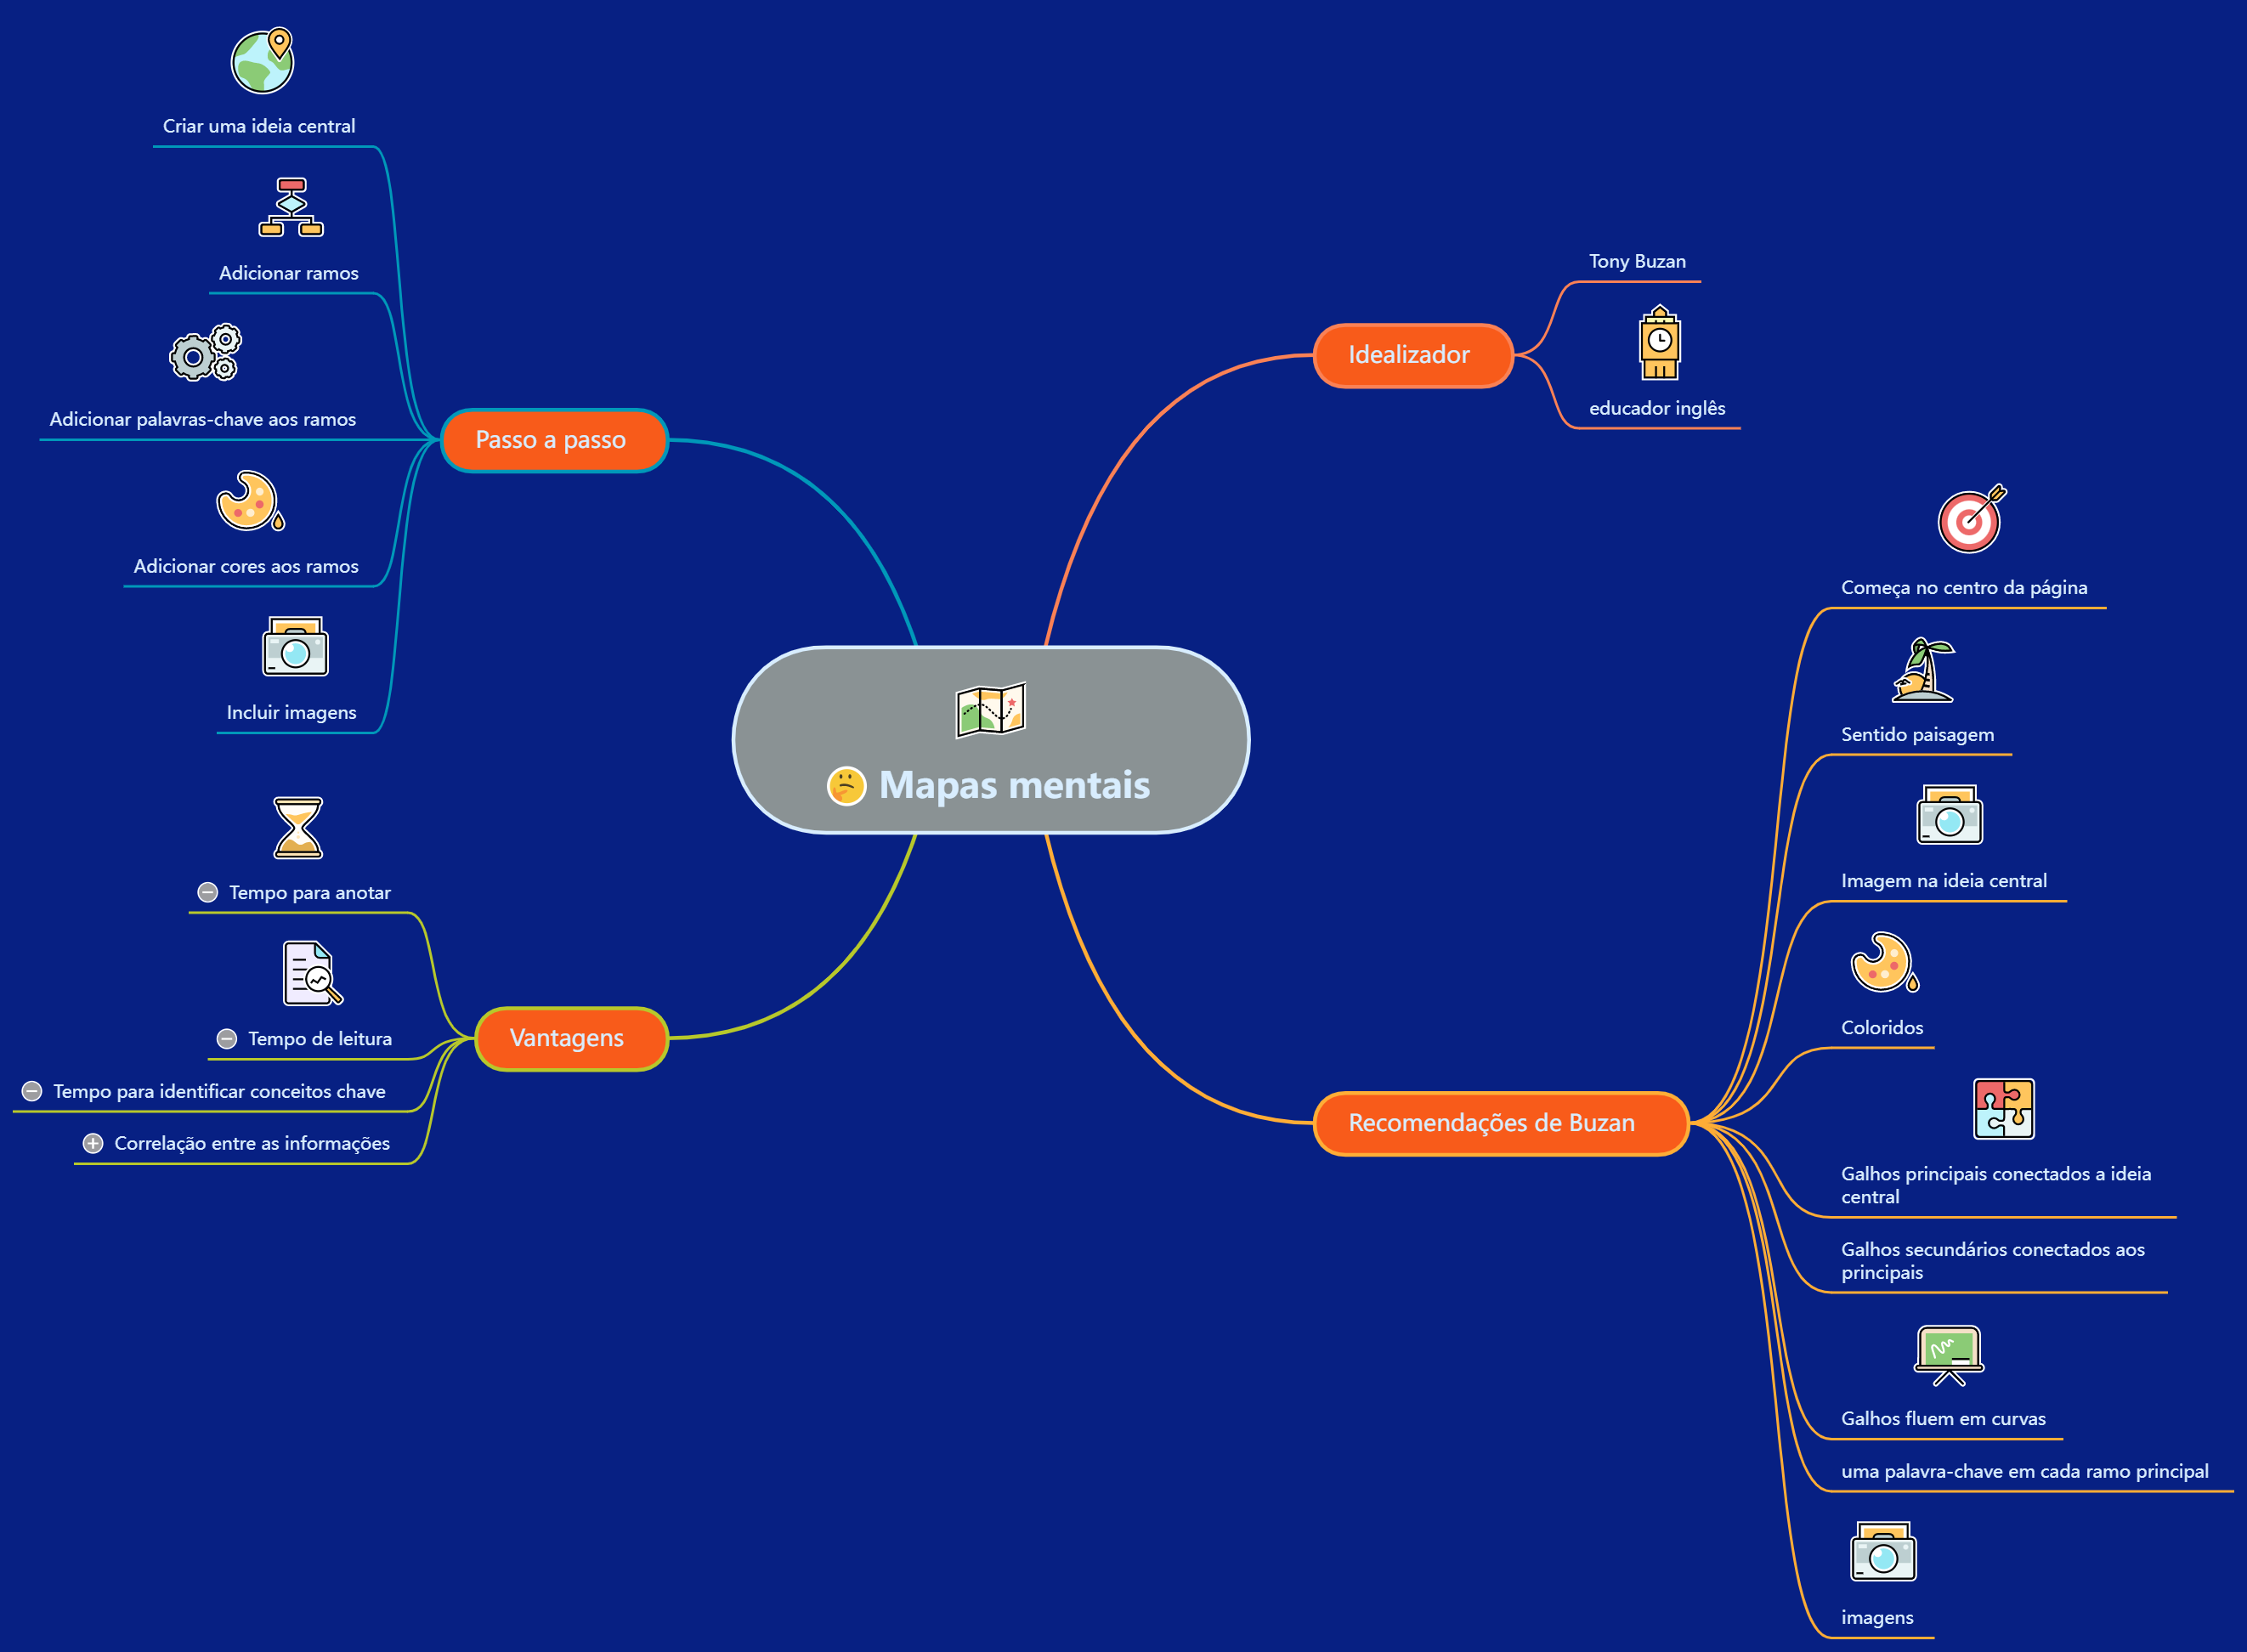 Mapas mentais
Idealizador
Tony Buzan
educador inglês
Recomendações de Buzan
Começa no centro da página
Sentido paisagem
Imagem na ideia central
Coloridos
Galhos principais conectados a ideia
central
Galhos secundários conectados aos
principais
Galhos fluem em curvas
uma palavra-chave em cada ramo principal
imagens
Passo a passo
Criar uma ideia central
Adicionar ramos
Adicionar palavras-chave aos ramos
Adicionar cores aos ramos
Incluir imagens
Vantagens
Tempo para anotar
Tempo de leitura
Tempo para identificar conceitos chave
Correlação entre as informações